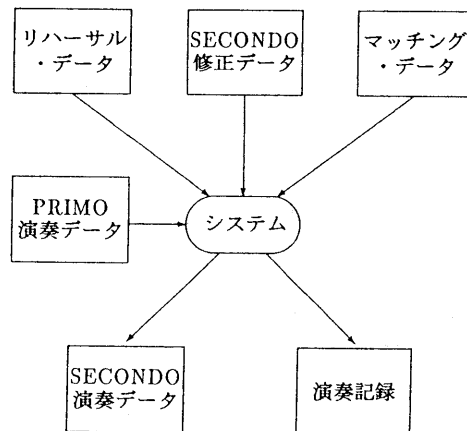 リハーサル
・データ
SECONDO
修正データ
マッチング
・データ
PRIMO
演奏データ
システム
SECONDO
演奏データ
演奏記録